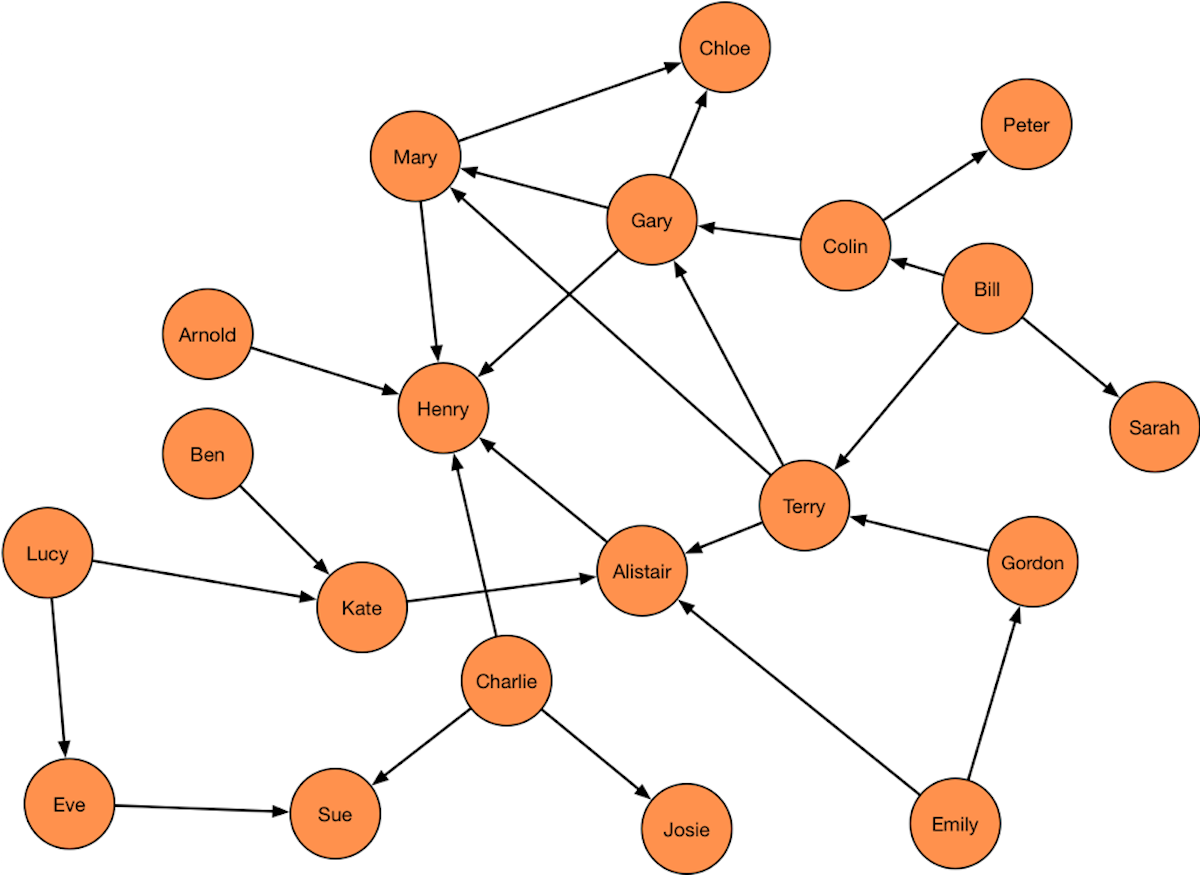 Chloe
Peter
Mary
Gary
Colin
Bill
Arnold
Henry
Sarah
Ben
Terry
Lucy
Gordon
Alistair
Kate
Charlie
Eve
Sue
Emily
Josie